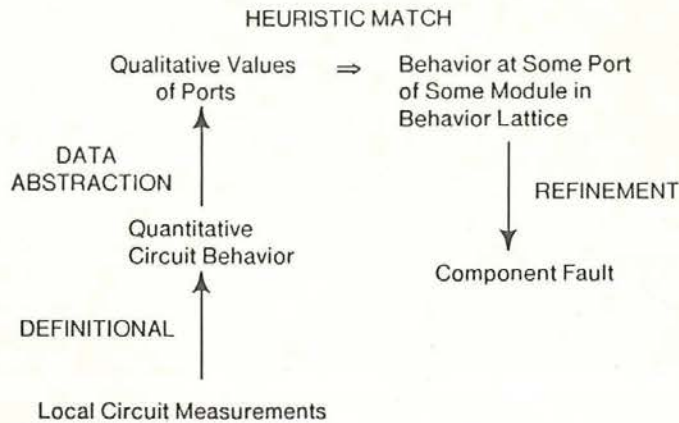 HEURISTIC MATCH
Qualitative Values
of Ports
⇒
Behavior at Some Port
of Some Module in
Behavior Lattice
DATA
ABSTRACTION
REFINEMENT
Quantitative
Circuit Behavior
Component Fault
DEFINITIONAL
Local Circuit Measurements